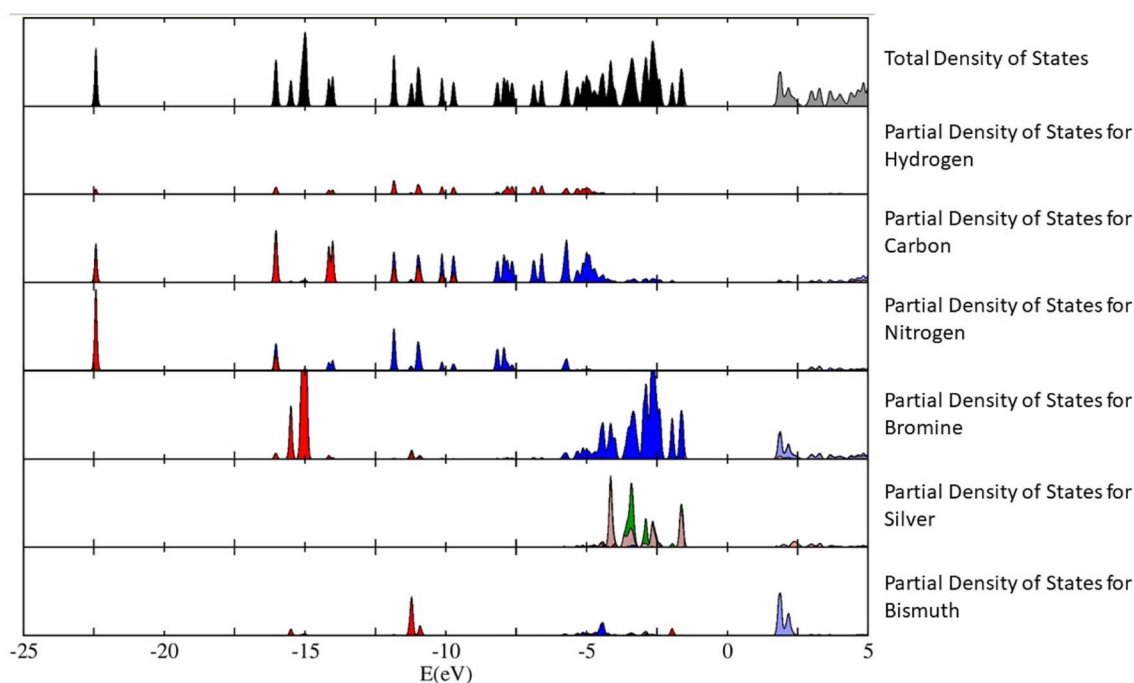 Total Density of States
Partial Density of States for
Hydrogen
Partial Density of States for
Carbon
Partial Density of States for
Nitrogen
Partial Density of States for
Bromine
Partial Density of States for
Silver
Partial Density of States for
Bismuth
-25 -20 -15 -10 -5 0 5
E(eV)